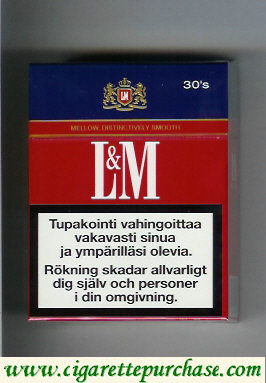 30's
L&M
MELLOW, DISTINCTIVELY SMOOTH
L&M
Tupakointi vahingoittaa
vakavasti sinua
ja ympärilläsi olevia.
Rökning skadar allvarligt
dig själv och personer
i din omgivning.
www.cigarettepurchase.com